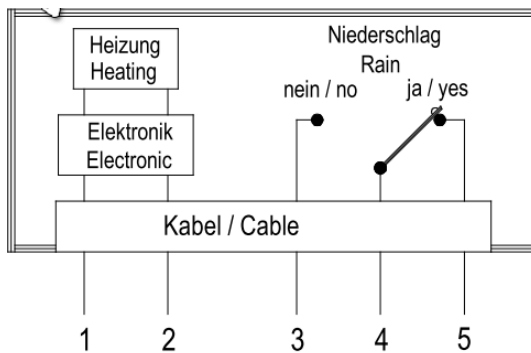 Heizung
Heating
Elektronik
Electronic
Niederschlag
Rain
nein / no
ja / yes
Kabel / Cable
1 2 3 4 5